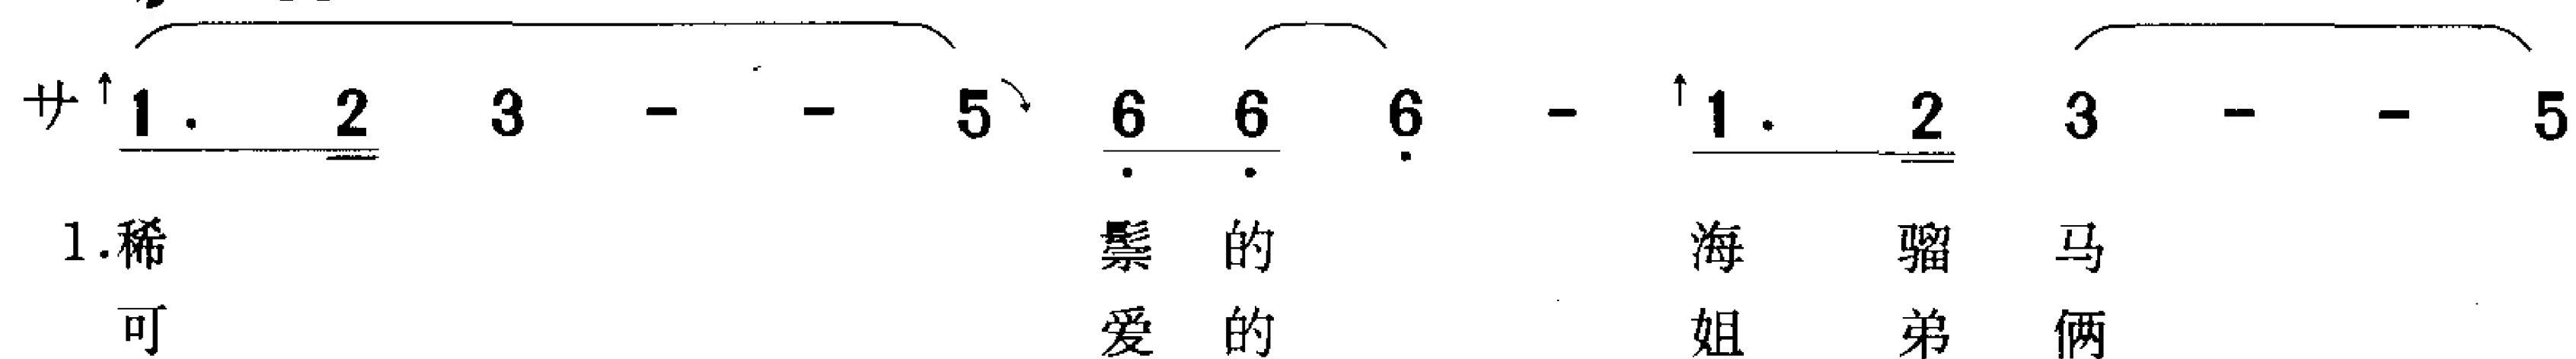 サ ↑1. 2 3 - - 5 6 6 6 - ↑1. 2 3 - - 5
1.稀 鬃 的 海 骝 马
可 爱 的 姐 弟 俩